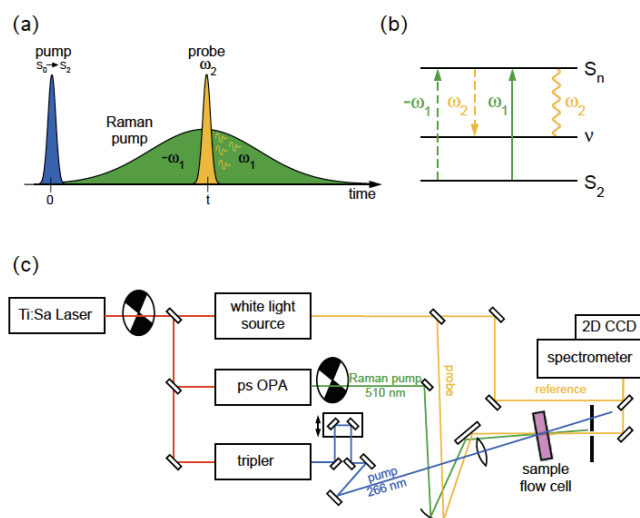 (a)
pump
S₀→S₂
probe
ω₂
Raman
pump
-ω₁
ω₁
0
t
time
(b)
Sₙ
-ω₁
ω₂
ω₁
ω₂
ν
S₂
(c)
Ti:Sa Laser
white light
source
2D CCD
spectrometer
ps OPA
Raman pump
510 nm
probe
reference
tripler
pump
266 nm
sample
flow cell